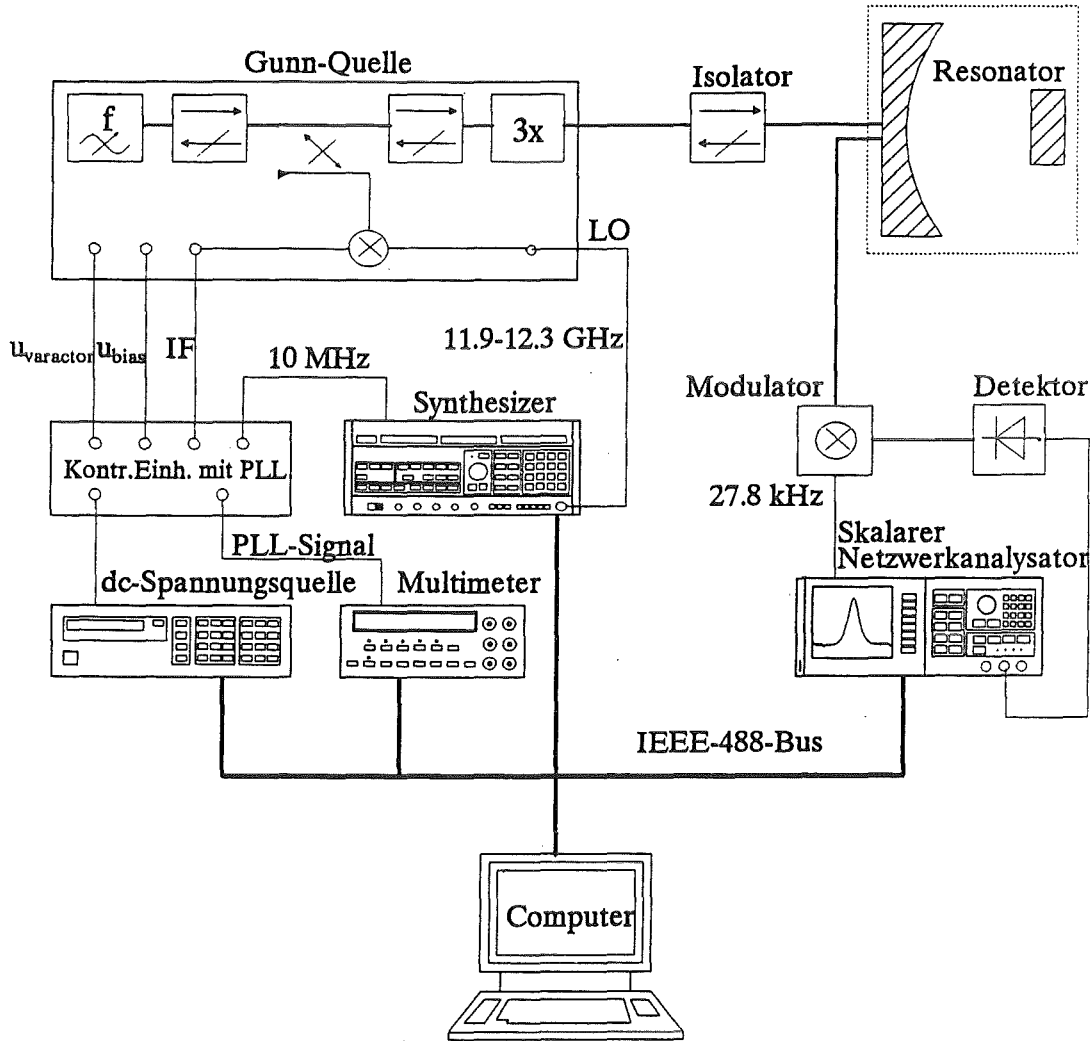 Gunn-Quelle
Isolator
Resonator
f
3x
LO
11.9-12.3 GHz
u_varactor u_bias IF
10 MHz
Synthesizer
Modulator
Detektor
Kontr.Einh. mit PLL
27.8 kHz
PLL-Signal
Skalarer
Netzwerkanalysator
dc-Spannungsquelle
Multimeter
IEEE-488-Bus
Computer